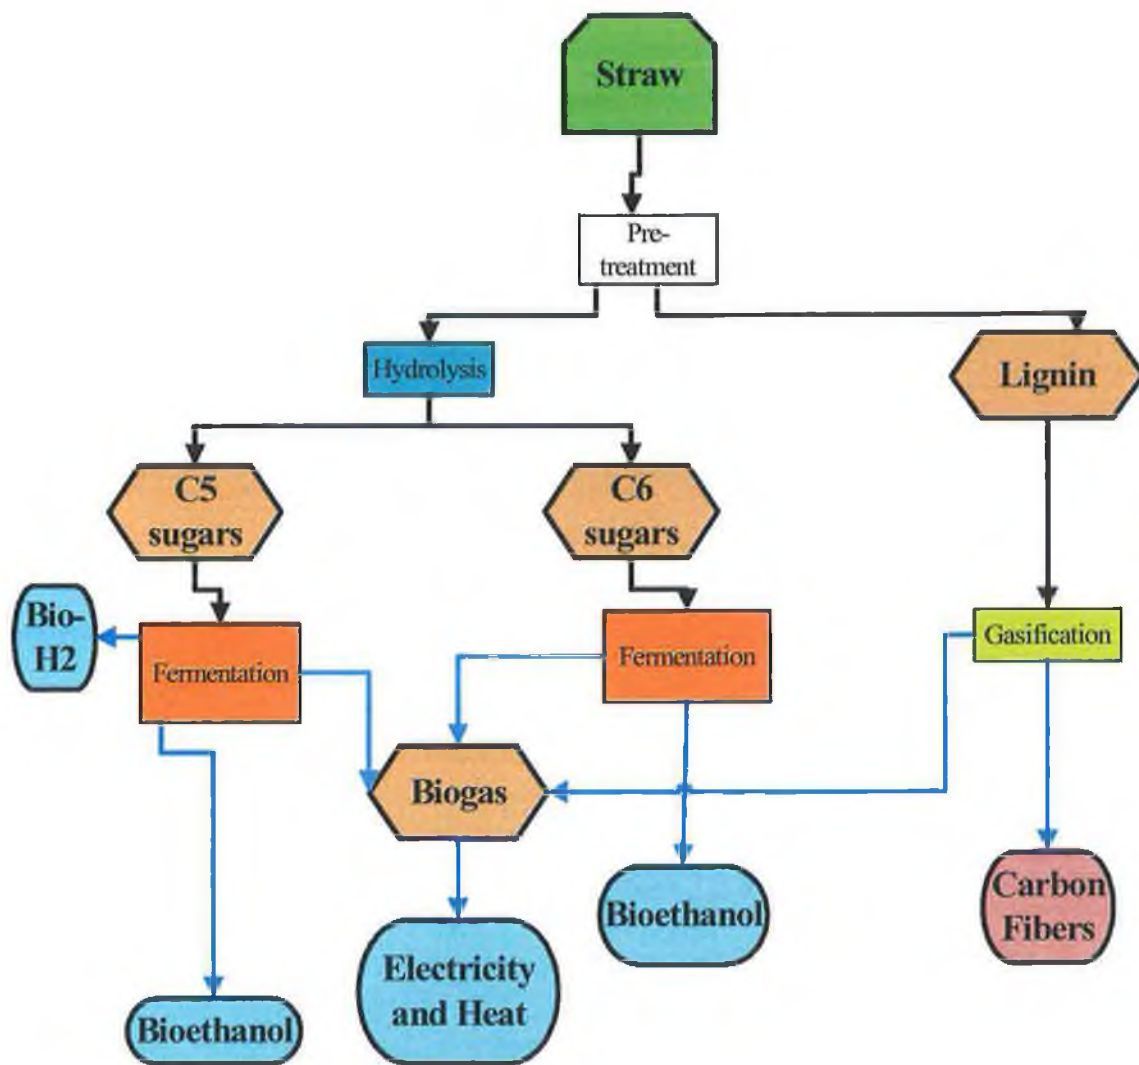 Straw
Pre-
treatment
Hydrolysis
Lignin
C5
sugars
C6
sugars
Bio-
H2
Fermentation
Fermentation
Gasification
Biogas
Bioethanol
Carbon
Fibers
Electricity
and Heat
Bioethanol